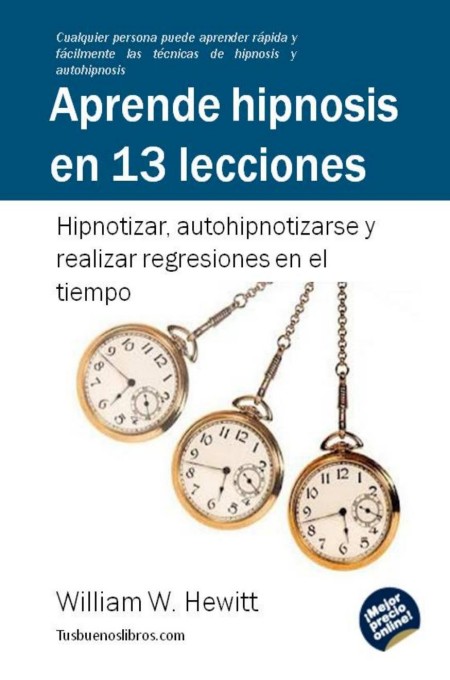 Cualquier persona puede aprender rápida y
fácilmente las técnicas de hipnosis y
autohipnosis
Aprende hipnosis
en 13 lecciones
Hipnotizar, autohipnotizarse y
realizar regresiones en el
tiempo
William W. Hewitt
Tusbuenoslibros.com
¡Mejor
precio
online!